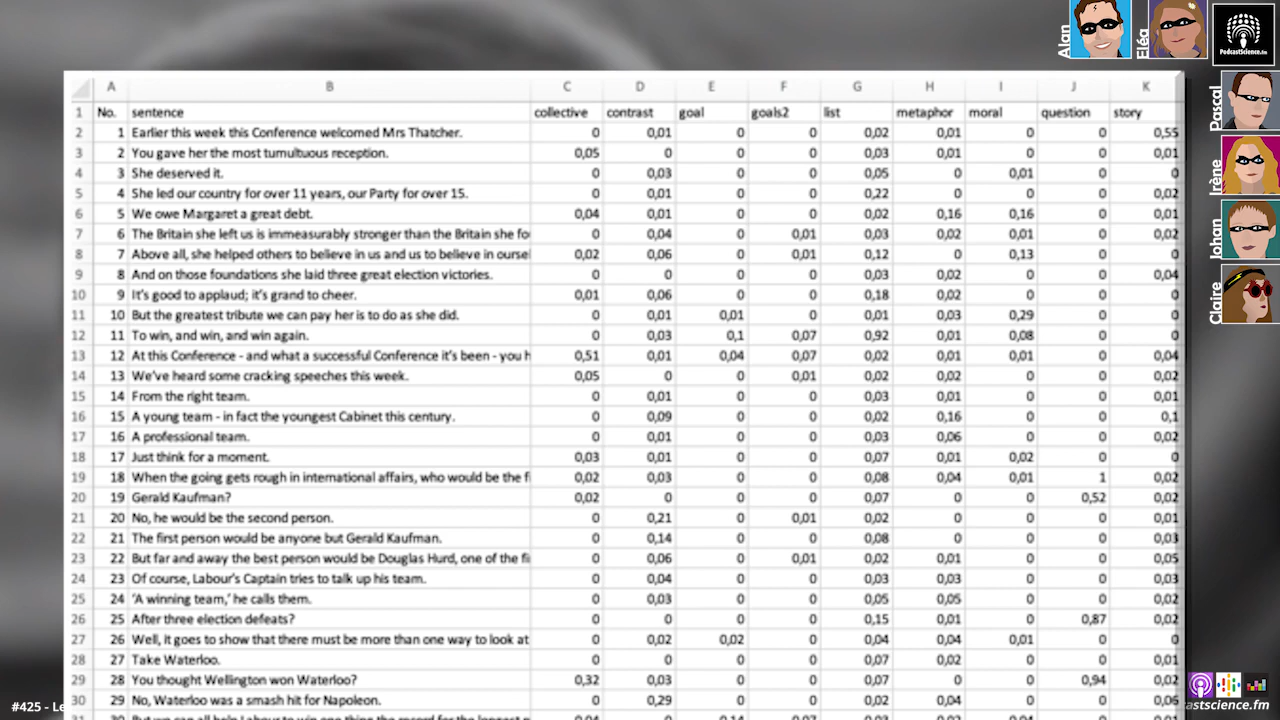 Alan
Eléa
PodcastScience.fm
Pascal
Irène
Johan
Claire
A B C D E F G H I J K
1 No. sentence collective contrast goal goals2 list metaphor moral question story
2 1 Earlier this week this Conference welcomed Mrs Thatcher. 0 0,01 0 0 0,02 0,01 0 0 0,55
3 2 You gave her the most tumultuous reception. 0,05 0 0 0 0,03 0,01 0 0 0,01
4 3 She deserved it. 0 0,03 0 0 0,05 0 0,01 0 0
5 4 She led our country for over 11 years, our Party for over 15. 0 0,01 0 0 0,22 0 0 0 0,02
6 5 We owe Margaret a great debt. 0,04 0,01 0 0 0,02 0,16 0,16 0 0,01
7 6 The Britain she left us is immeasurably stronger than the Britain she fo 0 0,04 0 0,01 0,03 0,02 0,01 0 0,02
8 7 Above all, she helped others to believe in us and us to believe in ourse 0,02 0,06 0 0,01 0,12 0 0,13 0 0
9 8 And on those foundations she laid three great election victories. 0 0 0 0 0,03 0,02 0 0 0,04
10 9 It's good to applaud; it's grand to cheer. 0,01 0,06 0 0 0,18 0,02 0 0 0
11 10 But the greatest tribute we can pay her is to do as she did. 0 0,01 0,01 0 0,01 0,03 0,29 0 0
12 11 To win, and win, and win again. 0 0,03 0,1 0,07 0,92 0,01 0,08 0 0
13 12 At this Conference - and what a successful Conference it's been - you h 0,51 0,01 0,04 0,07 0,02 0,01 0,01 0 0,04
14 13 We've heard some cracking speeches this week. 0,05 0 0 0,01 0,02 0,02 0 0 0,02
15 14 From the right team. 0 0,01 0 0 0,03 0,01 0 0 0,01
16 15 A young team - in fact the youngest Cabinet this century. 0 0,09 0 0 0,02 0,16 0 0 0,1
17 16 A professional team. 0 0,01 0 0 0,03 0,06 0 0 0,02
18 17 Just think for a moment. 0,03 0,01 0 0 0,07 0,01 0,02 0 0
19 18 When the going gets rough in international affairs, who would be the fi 0,02 0,03 0 0 0,08 0,04 0,01 1 0,02
20 19 Gerald Kaufman? 0,02 0 0 0 0,07 0 0 0,52 0,02
21 20 No, he would be the second person. 0 0,21 0 0,01 0,02 0 0 0 0,01
22 21 The first person would be anyone but Gerald Kaufman. 0 0,14 0 0 0,08 0 0 0 0,03
23 22 But far and away the best person would be Douglas Hurd, one of the fi 0 0,06 0 0,01 0,02 0,01 0 0 0,05
24 23 Of course, Labour's Captain tries to talk up his team. 0 0,04 0 0 0,03 0,03 0 0 0,03
25 24 'A winning team,' he calls them. 0 0,03 0 0 0,05 0,05 0 0 0,02
26 25 After three election defeats? 0 0 0 0 0,15 0,01 0 0,87 0,02
27 26 Well, it goes to show that there must be more than one way to look at 0 0,02 0,02 0 0,04 0,04 0,01 0 0
28 27 Take Waterloo. 0 0 0 0 0,07 0,02 0 0 0,01
29 28 You thought Wellington won Waterloo? 0,32 0,03 0 0 0,07 0 0 0,94 0,02
30 29 No, Waterloo was a smash hit for Napoleon. 0 0,29 0 0 0,02 0,04 0 0 0,06
#425 - Le
castscience.fm